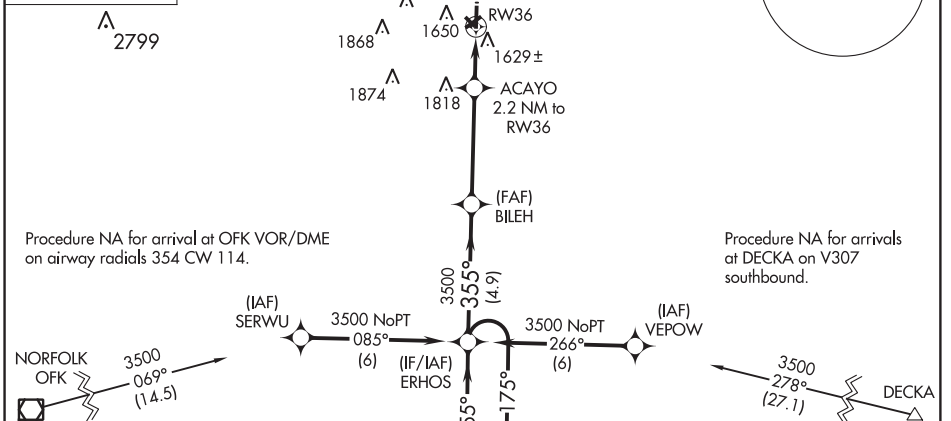 2799
1868
1650
RW36
1629±
1874
1818
ACAYO
2.2 NM to
RW36
(FAF)
BILEH
Procedure NA for arrival at OFK VOR/DME
on airway radials 354 CW 114.
Procedure NA for arrivals
at DECKA on V307
southbound.
3500
355°
(4.9)
(IAF)
SERWU
3500 NoPT
085°
(6)
(IF/IAF)
ERHOS
3500 NoPT
266°
(6)
(IAF)
VEPOW
NORFOLK
OFK
3500
069°
(14.5)
175°
3500
278°
(27.1)
DECKA